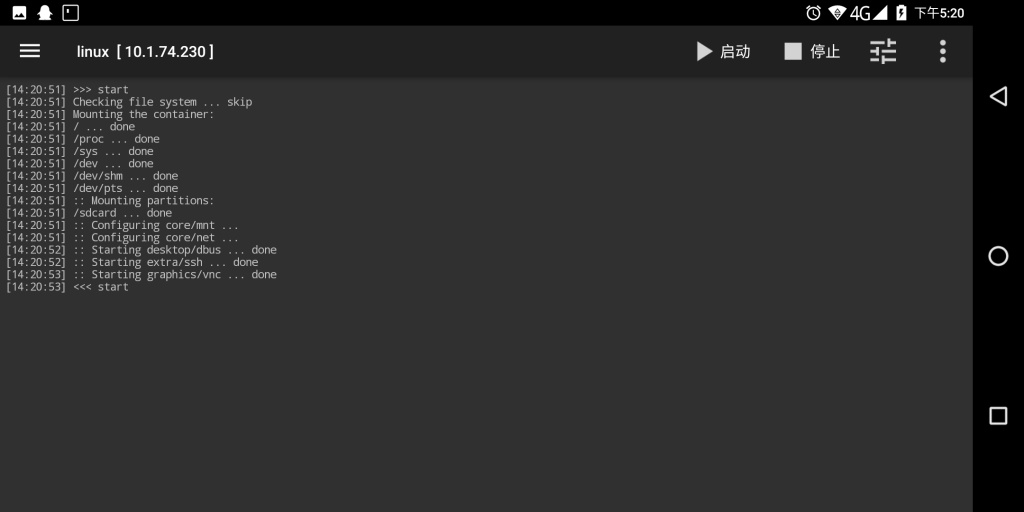 4G 下午5:20
linux [ 10.1.74.230 ] 启动 停止
[14:20:51] >>> start
[14:20:51] Checking file system ... skip
[14:20:51] Mounting the container:
[14:20:51] / ... done
[14:20:51] /proc ... done
[14:20:51] /sys ... done
[14:20:51] /dev ... done
[14:20:51] /dev/shm ... done
[14:20:51] /dev/pts ... done
[14:20:51] :: Mounting partitions:
[14:20:51] /sdcard ... done
[14:20:51] :: Configuring core/mnt ...
[14:20:51] :: Configuring core/net ...
[14:20:52] :: Starting desktop/dbus ... done
[14:20:52] :: Starting extra/ssh ... done
[14:20:53] :: Starting graphics/vnc ... done
[14:20:53] <<< start